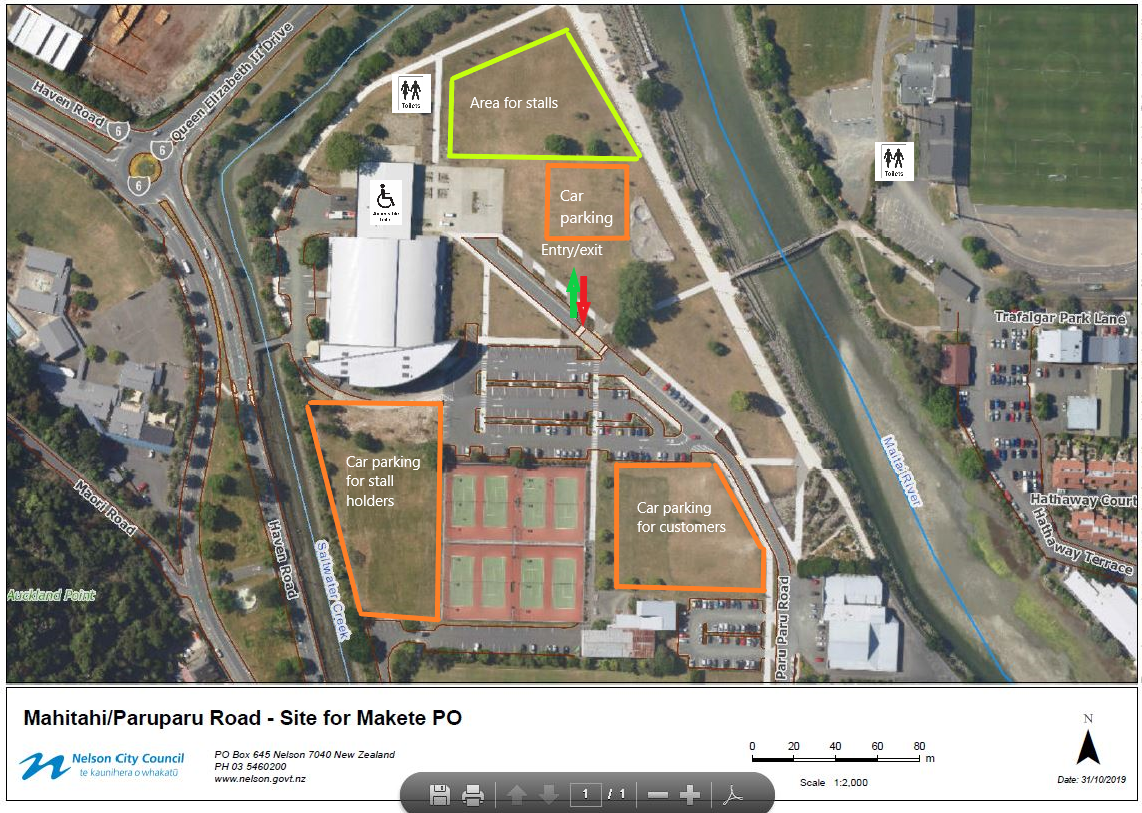 Haven Road
6
6
6
Queen Elizabeth II Drive
Toilets
Area for stalls
Toilets
Accessible
Car
parking
Entry/exit
Trafalgar Park Lane
Maori Road
Haven Road
Saltwater Creek
Auckland Point
Car parking
for stall
holders
Car parking
for customers
Maitai River
Hathaway Court
Hathaway Terrace
Paru Paru Road
Mahitahi/Paruparu Road - Site for Makete PO
Nelson City Council
te kaunihera o whakatū
PO Box 645 Nelson 7040 New Zealand
PH 03 5460200
www.nelson.govt.nz
0 20 40 60 80
m
Scale 1:2,000
N
Date: 31/10/2019
1 / 1